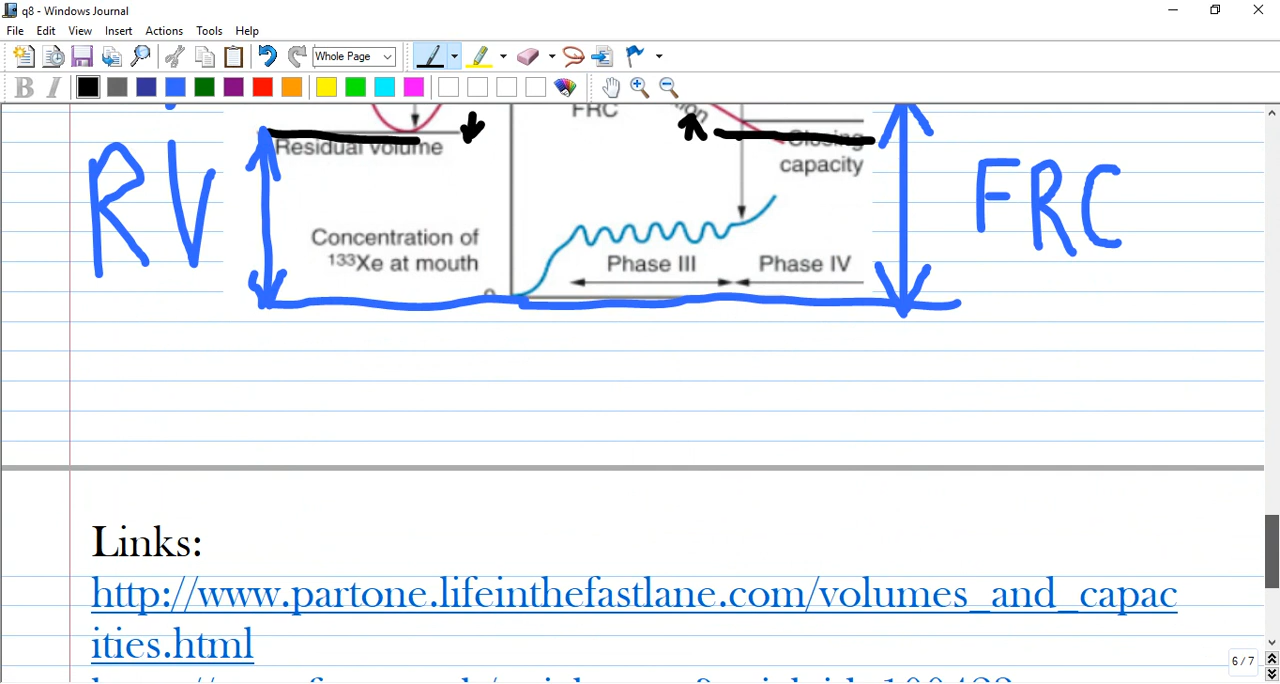 q8 - Windows Journal
File Edit View Insert Actions Tools Help
Whole Page
B I
FRC
Residual volume
Closing
capacity
RV
FRC
Concentration of
¹³³Xe at mouth
Phase III
Phase IV
0
Links:
http://www.partone.lifeinthefastlane.com/volumes_and_capac
ities.html
6 / 7